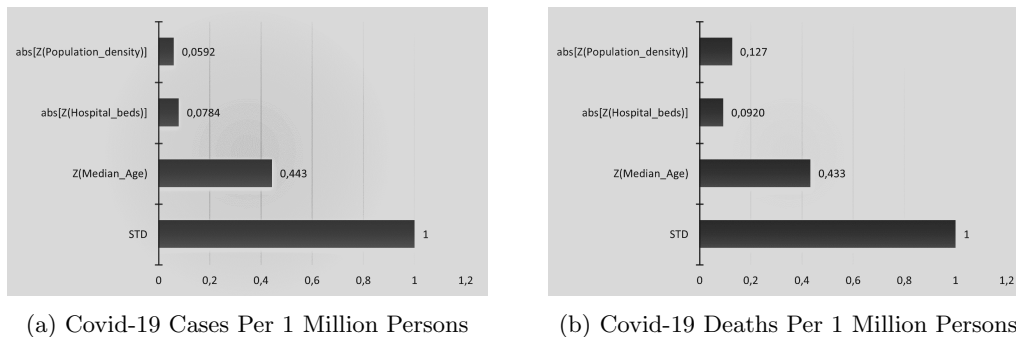 abs[Z(Population_density)] 0,0592
abs[Z(Hospital_beds)] 0,0784
Z(Median_Age) 0,443
STD 1
0 0,2 0,4 0,6 0,8 1 1,2
(a) Covid-19 Cases Per 1 Million Persons
abs[Z(Population_density)] 0,127
abs[Z(Hospital_beds)] 0,0920
Z(Median_Age) 0,433
STD 1
0 0,2 0,4 0,6 0,8 1 1,2
(b) Covid-19 Deaths Per 1 Million Persons